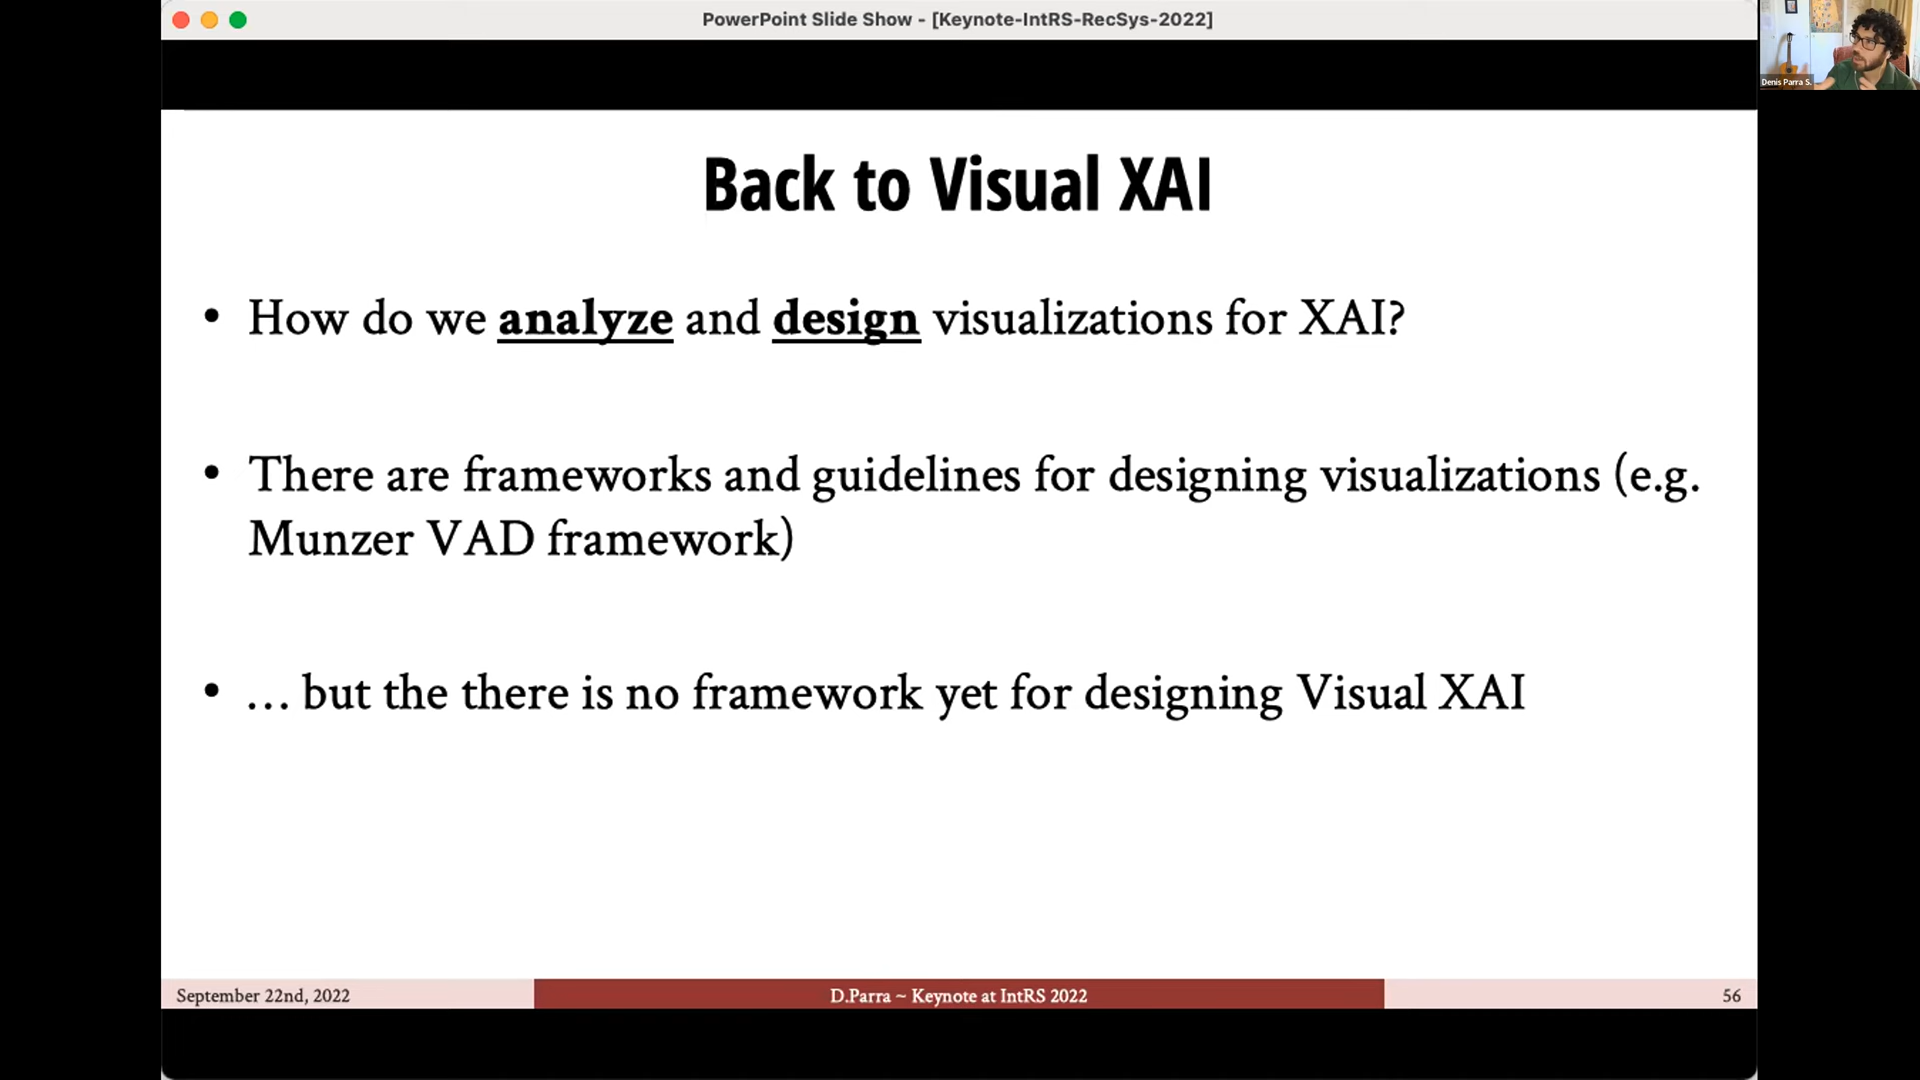 PowerPoint Slide Show - [Keynote-IntRS-RecSys-2022]
Denis Parra S.
Back to Visual XAI
• How do we analyze and design visualizations for XAI?
• There are frameworks and guidelines for designing visualizations (e.g.
Munzer VAD framework)
• … but the there is no framework yet for designing Visual XAI
September 22nd, 2022
D.Parra ~ Keynote at IntRS 2022
56